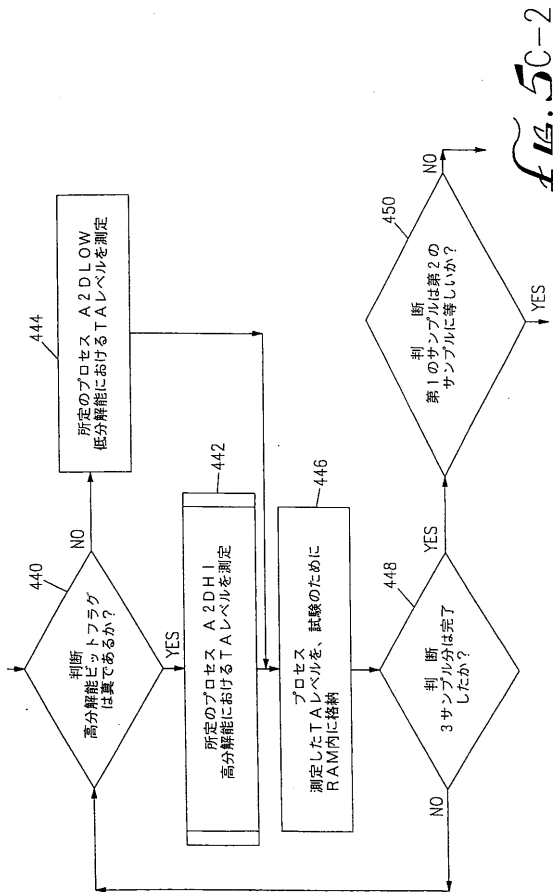 440
判断
高分解能ビットフラグ
は真であるか？
NO
YES
444
所定のプロセス A2DLOW
低分解能におけるTAレベルを測定
442
所定のプロセス A2DHI
高分解能におけるTAレベルを測定
446
プロセス
測定したTAレベルを、試験のために
RAM内に格納
448
判 断
3サンプル分は完了
したか？
NO
YES
450
判 断
第1のサンプルは第2の
サンプルに等しいか？
NO
YES
FIG. 5C-2